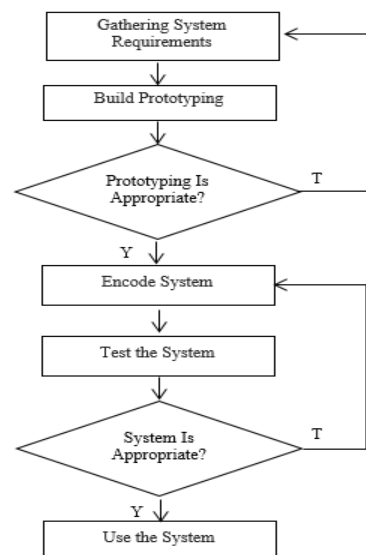 Gathering System
Requirements
Build Prototyping
Prototyping Is
Appropriate?
T
Y
Encode System
Test the System
System Is
Appropriate?
T
Y
Use the System